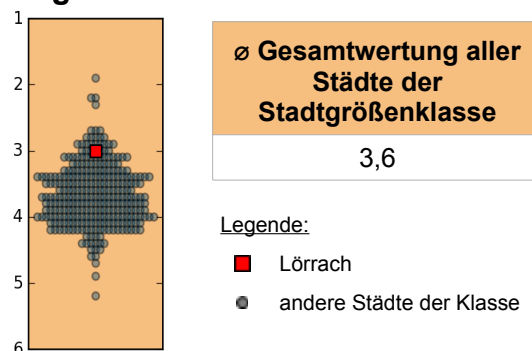 1
2
3
4
5
6
⌀ Gesamtwertung aller
Städte der
Stadtgrößenklasse
3,6
Legende:
Lörrach
andere Städte der Klasse